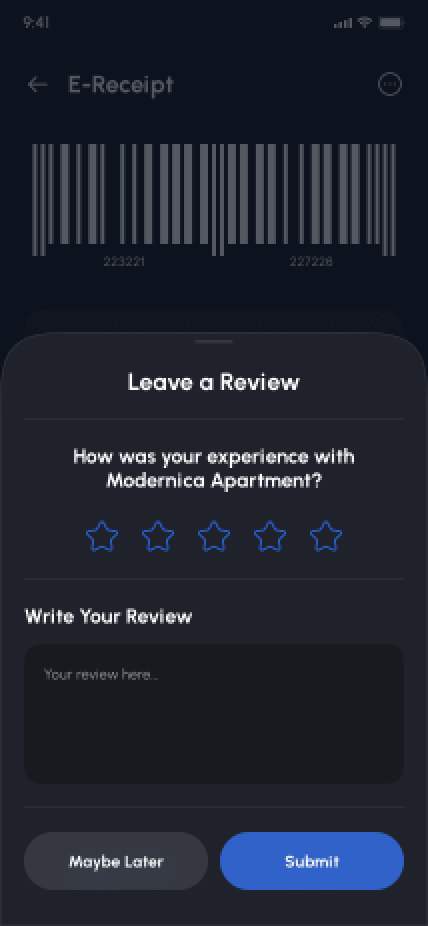 9:41
E-Receipt
223221 227226
Leave a Review
How was your experience with
Modernica Apartment?
Write Your Review
Your review here...
Maybe Later
Submit